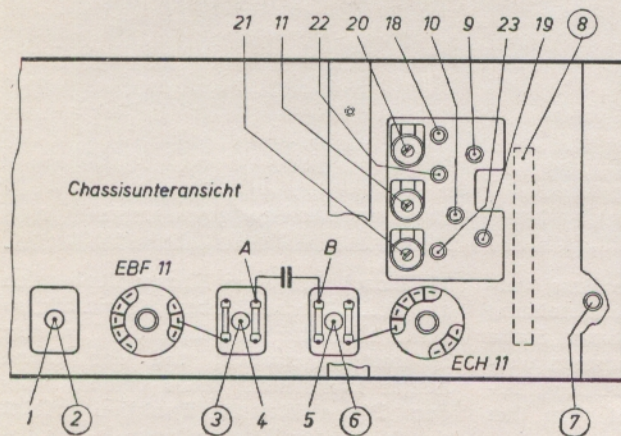 21 11 22 20 18 10 9 23 19 8
Chassisunteransicht
A B
EBF 11
ECH 11
1 2 3 4 5 6 7